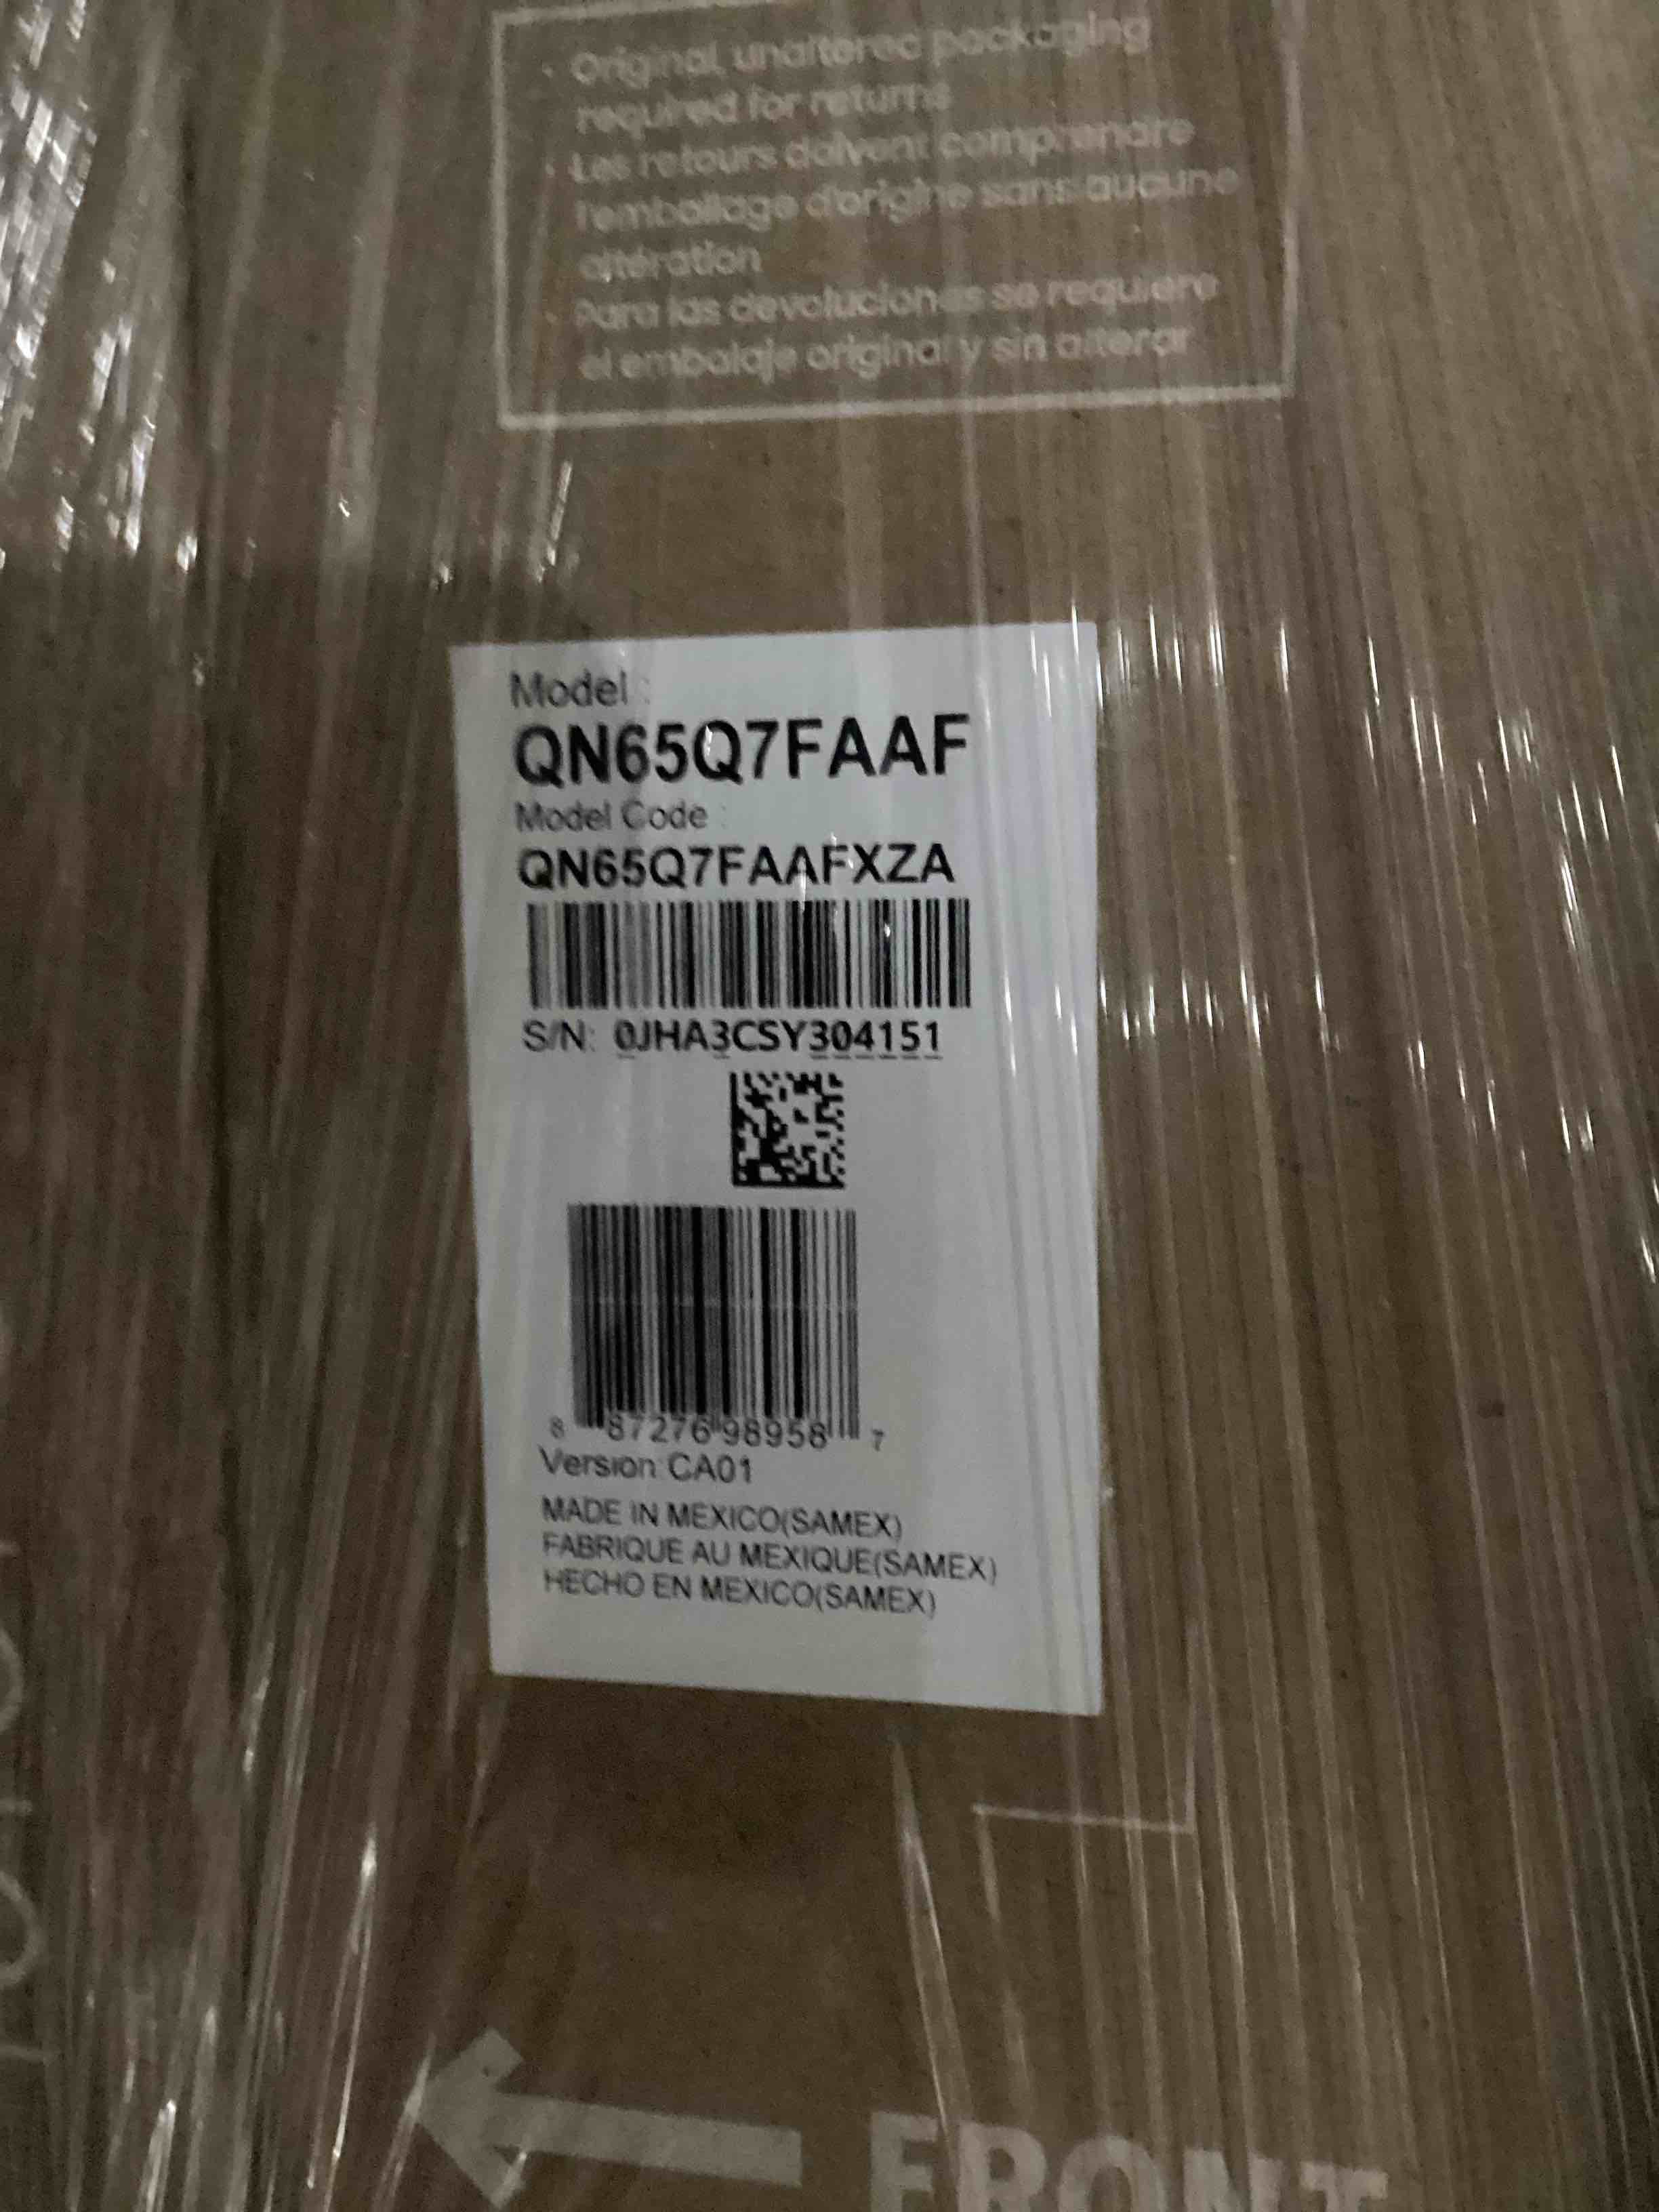 · Original, unaltered packaging
required for returns
· Les retours doivent comprendre
l'emballage d'origine sans aucune
altération
· Para las devoluciones se requiere
el embalaje original y sin alterar
Model :
QN65Q7FAAF
Model Code :
QN65Q7FAAFXZA
S/N: 0JHA3CSY304151
8 87276 98958 7
Version CA01
MADE IN MEXICO(SAMEX)
FABRIQUE AU MEXIQUE(SAMEX)
HECHO EN MEXICO(SAMEX)
FRONT